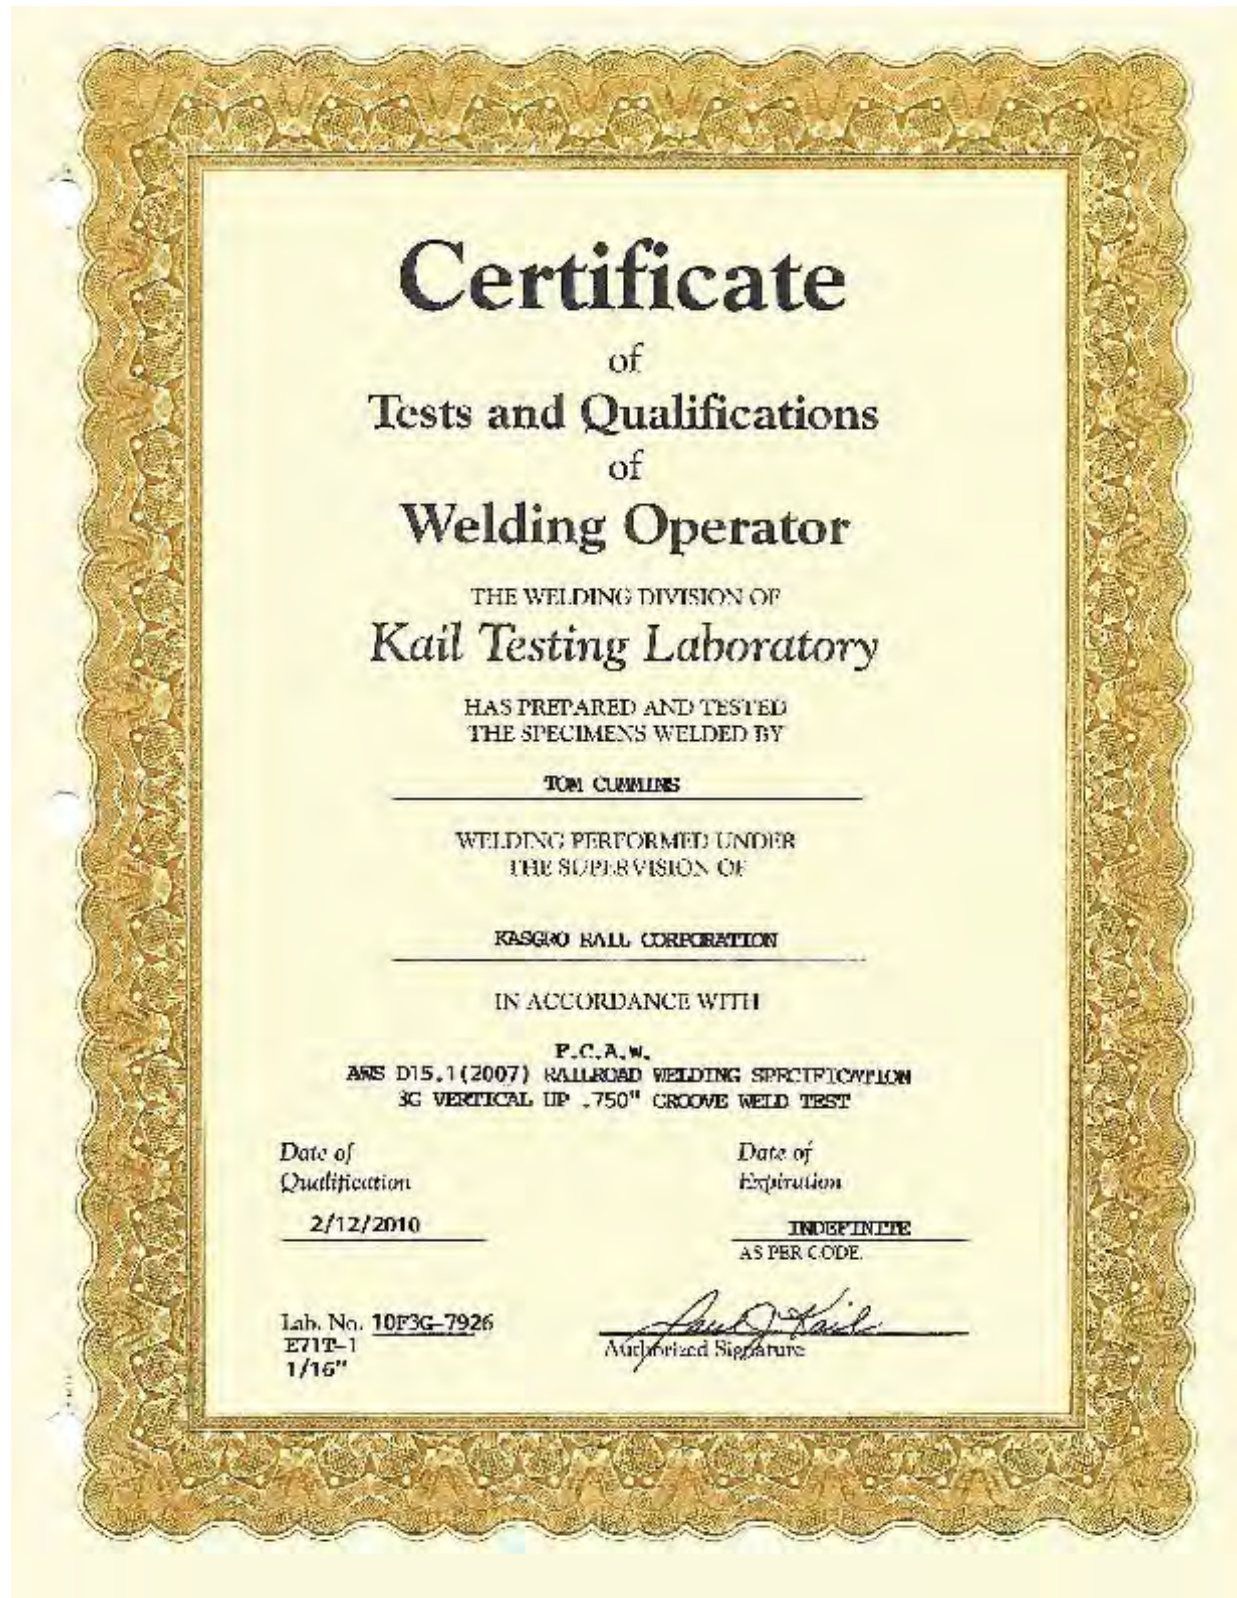 Certificate
of
Tests and Qualifications
of
Welding Operator
THE WELDING DIVISION OF
Kail Testing Laboratory
HAS PREPARED AND TESTED
THE SPECIMENS WELDED BY
TOM CUMMINS
WELDING PERFORMED UNDER
THE SUPERVISION OF
KASGRO RAIL CORPORATION
IN ACCORDANCE WITH
F.C.A.W.
AWS D15.1(2007) RAILROAD WELDING SPECIFICATION
3G VERTICAL UP .750" GROOVE WELD TEST
Date of Qualification
2/12/2010
Date of Expiration
INDEFINITE
AS PER CODE.
Lab. No. 10F3G-7926
E71T-1
1/16"
Paul J. Kail
Authorized Signature